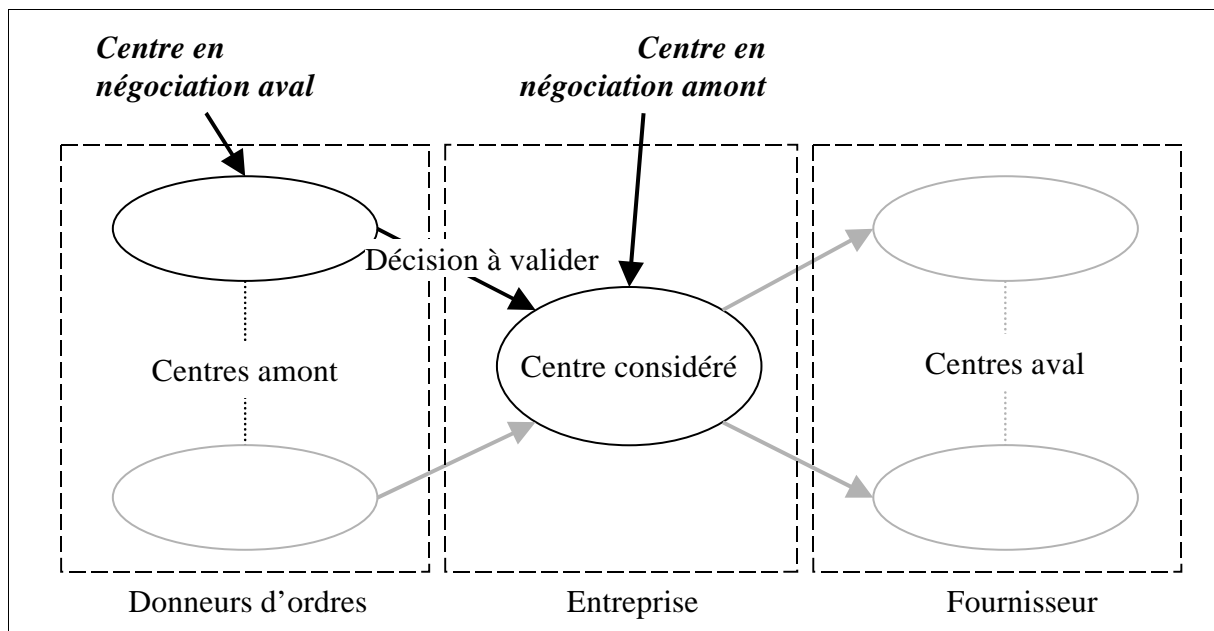 Centre en
négociation aval
Centre en
négociation amont
Décision à valider
Centres amont
Centre considéré
Centres aval
Donneurs d’ordres
Entreprise
Fournisseur